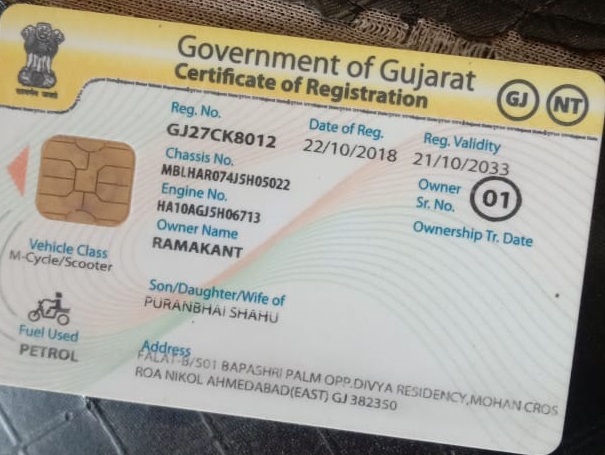 Government of Gujarat
Certificate of Registration
GJ NT
Reg. No.
GJ27CK8012
Date of Reg.
22/10/2018
Reg. Validity
21/10/2033
Chassis No.
MBLHAR074J5H05022
Engine No.
HA10AGJ5H06713
Owner
Sr. No.
01
Owner Name
RAMAKANT
Ownership Tr. Date
Vehicle Class
M-Cycle/Scooter
Son/Daughter/Wife of
PURANBHAI SHAHU
Fuel Used
PETROL
Address
FALAT-B/501 BAPASHRI PALM OPP.DIVYA RESIDENCY,MOHAN CROS
ROA NIKOL AHMEDABAD(EAST) GJ 382350